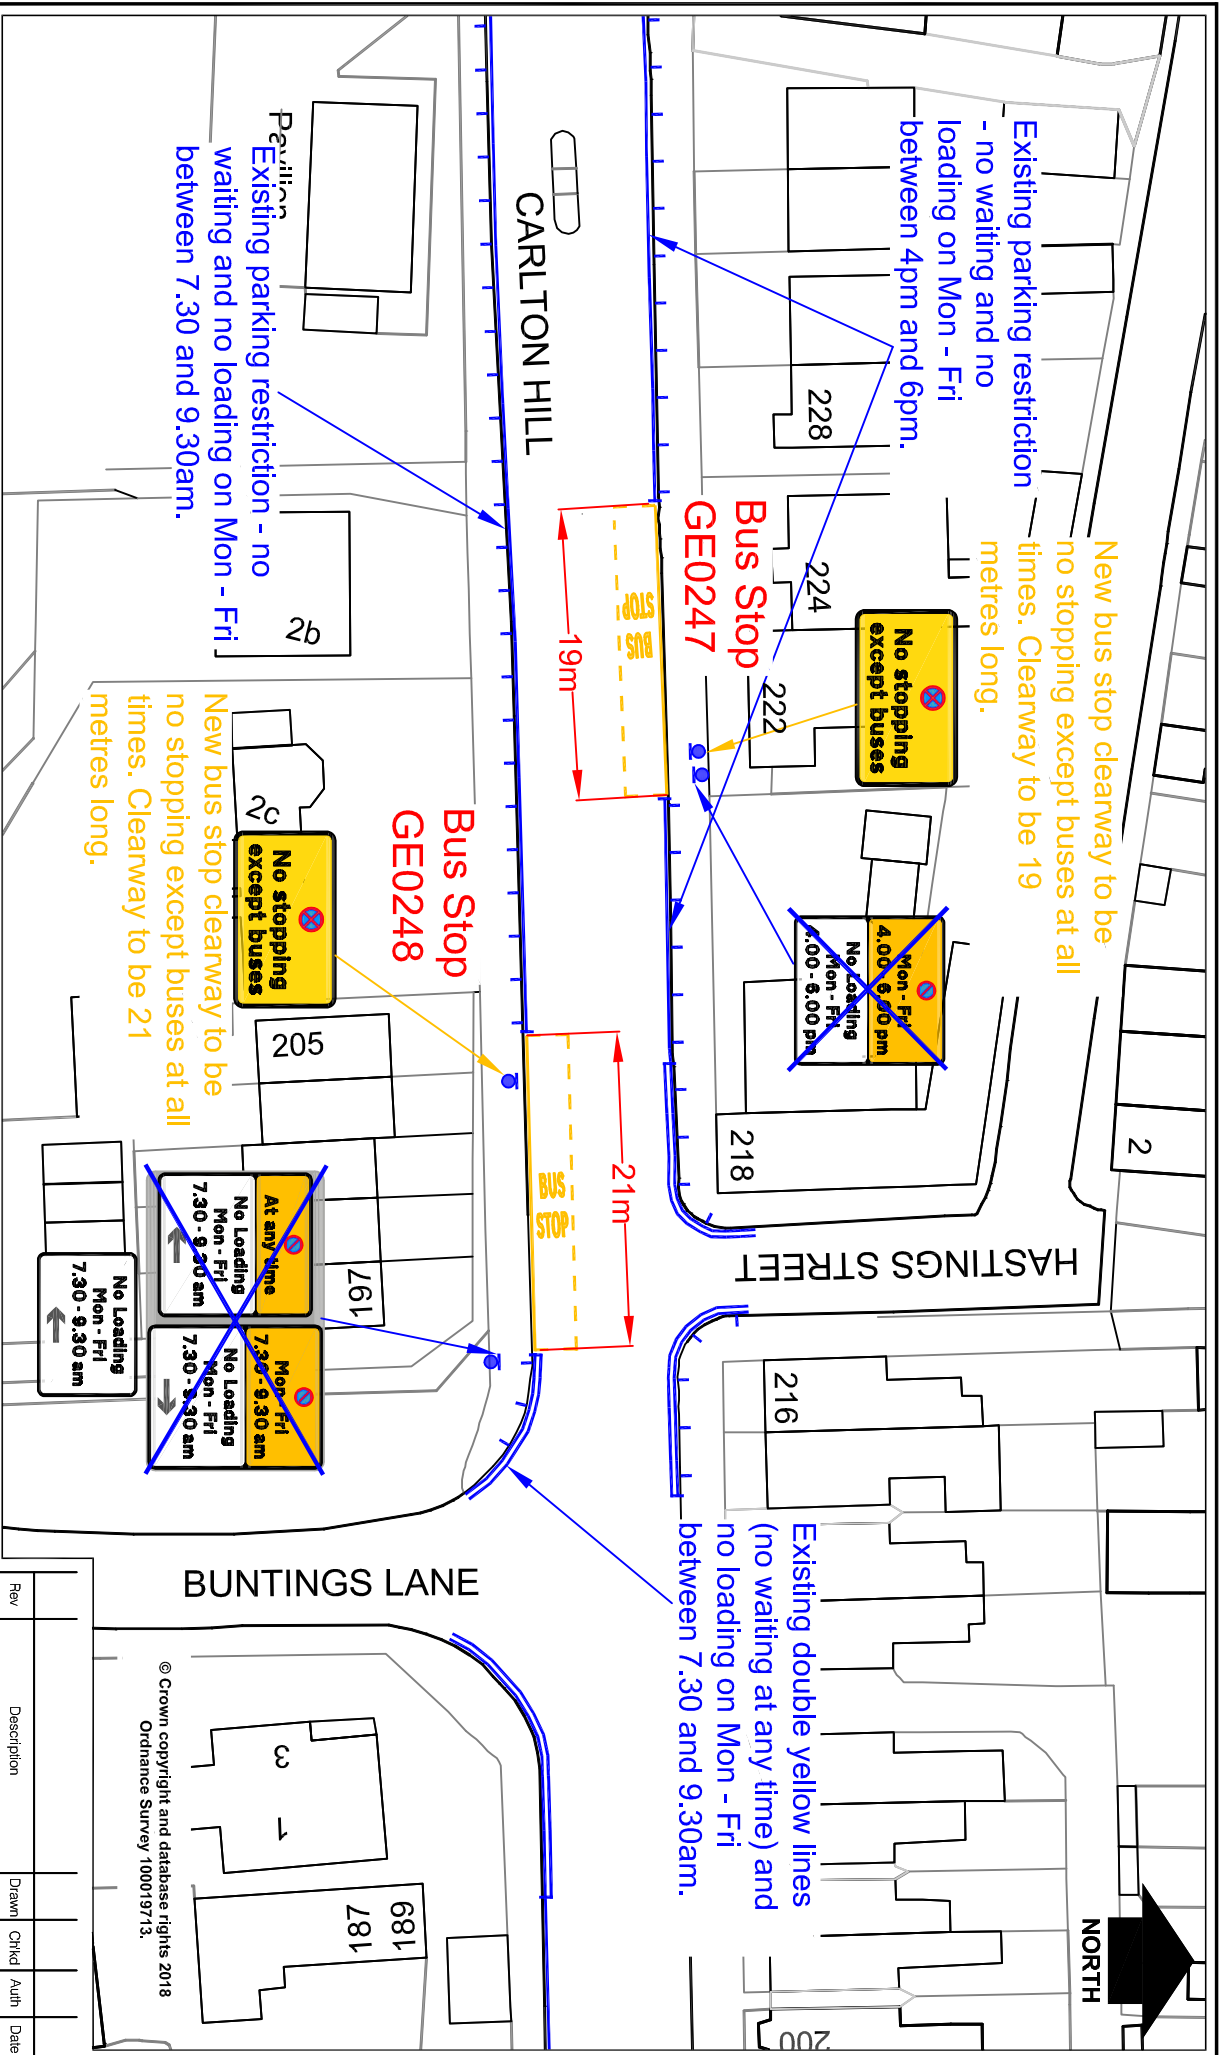 Existing parking restriction
- no waiting and no
loading on Mon - Fri
between 4pm and 6pm.
New bus stop clearway to be
no stopping except buses at all
times. Clearway to be 19
metres long.
No stopping
except buses
Mon - Fri
4.00 - 6.00 pm
No Loading
Mon - Fri
4.00 - 6.00 pm
2
228
224
222
218
216
200
HASTINGS STREET
NORTH
Bus Stop
GE0247
BUS
STOP
19m
CARLTON HILL
21m
BUS
STOP
Existing double yellow lines
(no waiting at any time) and
no loading on Mon - Fri
between 7.30 and 9.30am.
Pavilion
Existing parking restriction - no
waiting and no loading on Mon - Fri
between 7.30 and 9.30am.
2b
2c
Bus Stop
GE0248
No stopping
except buses
New bus stop clearway to be
no stopping except buses at all
times. Clearway to be 21
metres long.
205
197
At any time
No Loading
Mon - Fri
7.30 - 9.30 am
Mon - Fri
7.30 - 9.30 am
No Loading
Mon - Fri
7.30 - 9.30 am
No Loading
Mon - Fri
7.30 - 9.30 am
BUNTINGS LANE
3
1
189
187
© Crown copyright and database rights 2018
Ordnance Survey 100019713.
Rev
Description
Drawn
Ch'kd
Auth
Date